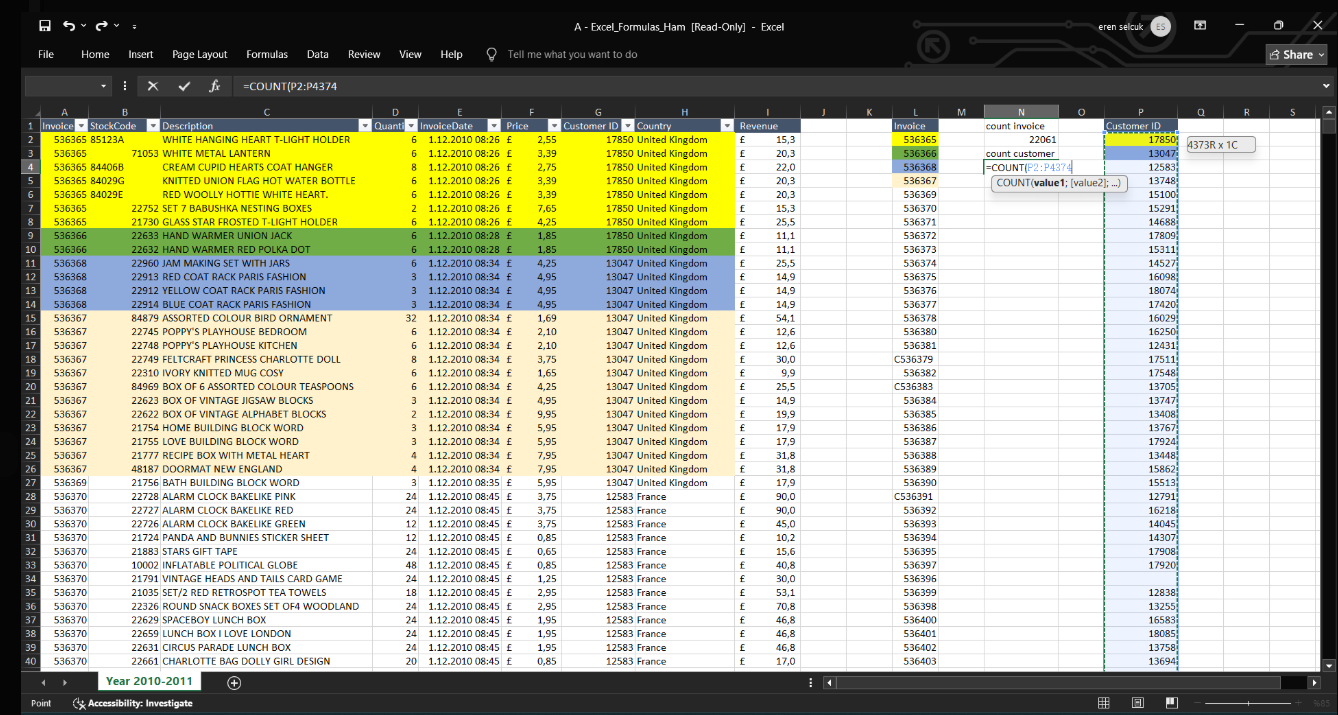 A - Excel_Formulas_Ham [Read-Only] - Excel
eren selcuk ES
File Home Insert Page Layout Formulas Data Review View Help Tell me what you want to do Share
fx =COUNT(P2:P4374
A B C D E F G H I J K L M N O P Q R S
1 Invoice StockCode Description Quanti InvoiceDate Price Customer ID Country Revenue Invoice count invoice Customer ID
2 536365 85123A WHITE HANGING HEART T-LIGHT HOLDER 6 1.12.2010 08:26 £ 2,55 17850 United Kingdom £ 15,3 536365 22061 17850 4373R x 1C
3 536365 71053 WHITE METAL LANTERN 6 1.12.2010 08:26 £ 3,39 17850 United Kingdom £ 20,3 536366 count customer 13047
4 536365 84406B CREAM CUPID HEARTS COAT HANGER 8 1.12.2010 08:26 £ 2,75 17850 United Kingdom £ 22,0 536368 =COUNT(P2:P4374 12583
5 536365 84029G KNITTED UNION FLAG HOT WATER BOTTLE 6 1.12.2010 08:26 £ 3,39 17850 United Kingdom £ 20,3 536367 COUNT(value1; [value2]; ...) 13748
6 536365 84029E RED WOOLLY HOTTIE WHITE HEART. 6 1.12.2010 08:26 £ 3,39 17850 United Kingdom £ 20,3 536369 15100
7 536365 22752 SET 7 BABUSHKA NESTING BOXES 2 1.12.2010 08:26 £ 7,65 17850 United Kingdom £ 15,3 536370 15291
8 536365 21730 GLASS STAR FROSTED T-LIGHT HOLDER 6 1.12.2010 08:26 £ 4,25 17850 United Kingdom £ 25,5 536371 14688
9 536366 22633 HAND WARMER UNION JACK 6 1.12.2010 08:28 £ 1,85 17850 United Kingdom £ 11,1 536372 17809
10 536366 22632 HAND WARMER RED POLKA DOT 6 1.12.2010 08:28 £ 1,85 17850 United Kingdom £ 11,1 536373 15311
11 536368 22960 JAM MAKING SET WITH JARS 6 1.12.2010 08:34 £ 4,25 13047 United Kingdom £ 25,5 536374 14527
12 536368 22913 RED COAT RACK PARIS FASHION 3 1.12.2010 08:34 £ 4,95 13047 United Kingdom £ 14,9 536375 16098
13 536368 22912 YELLOW COAT RACK PARIS FASHION 3 1.12.2010 08:34 £ 4,95 13047 United Kingdom £ 14,9 536376 18074
14 536368 22914 BLUE COAT RACK PARIS FASHION 3 1.12.2010 08:34 £ 4,95 13047 United Kingdom £ 14,9 536377 17420
15 536367 84879 ASSORTED COLOUR BIRD ORNAMENT 32 1.12.2010 08:34 £ 1,69 13047 United Kingdom £ 54,1 536378 16029
16 536367 22745 POPPY'S PLAYHOUSE BEDROOM 6 1.12.2010 08:34 £ 2,10 13047 United Kingdom £ 12,6 536380 16250
17 536367 22748 POPPY'S PLAYHOUSE KITCHEN 6 1.12.2010 08:34 £ 2,10 13047 United Kingdom £ 12,6 536381 12431
18 536367 22749 FELTCRAFT PRINCESS CHARLOTTE DOLL 8 1.12.2010 08:34 £ 3,75 13047 United Kingdom £ 30,0 C536379 17511
19 536367 22310 IVORY KNITTED MUG COSY 6 1.12.2010 08:34 £ 1,65 13047 United Kingdom £ 9,9 536382 17548
20 536367 84969 BOX OF 6 ASSORTED COLOUR TEASPOONS 6 1.12.2010 08:34 £ 4,25 13047 United Kingdom £ 25,5 C536383 13705
21 536367 22623 BOX OF VINTAGE JIGSAW BLOCKS 3 1.12.2010 08:34 £ 4,95 13047 United Kingdom £ 14,9 536384 13747
22 536367 22622 BOX OF VINTAGE ALPHABET BLOCKS 2 1.12.2010 08:34 £ 9,95 13047 United Kingdom £ 19,9 536385 13408
23 536367 21754 HOME BUILDING BLOCK WORD 3 1.12.2010 08:34 £ 5,95 13047 United Kingdom £ 17,9 536386 13767
24 536367 21755 LOVE BUILDING BLOCK WORD 3 1.12.2010 08:34 £ 5,95 13047 United Kingdom £ 17,9 536387 17924
25 536367 21777 RECIPE BOX WITH METAL HEART 4 1.12.2010 08:34 £ 7,95 13047 United Kingdom £ 31,8 536388 13448
26 536367 48187 DOORMAT NEW ENGLAND 4 1.12.2010 08:34 £ 7,95 13047 United Kingdom £ 31,8 536389 15862
27 536369 21756 BATH BUILDING BLOCK WORD 3 1.12.2010 08:35 £ 5,95 13047 United Kingdom £ 17,9 536390 15513
28 536370 22728 ALARM CLOCK BAKELIKE PINK 24 1.12.2010 08:45 £ 3,75 12583 France £ 90,0 C536391 12791
29 536370 22727 ALARM CLOCK BAKELIKE RED 24 1.12.2010 08:45 £ 3,75 12583 France £ 90,0 536392 16218
30 536370 22726 ALARM CLOCK BAKELIKE GREEN 12 1.12.2010 08:45 £ 3,75 12583 France £ 45,0 536393 14045
31 536370 21724 PANDA AND BUNNIES STICKER SHEET 12 1.12.2010 08:45 £ 0,85 12583 France £ 10,2 536394 14307
32 536370 21883 STARS GIFT TAPE 24 1.12.2010 08:45 £ 0,65 12583 France £ 15,6 536395 17908
33 536370 10002 INFLATABLE POLITICAL GLOBE 48 1.12.2010 08:45 £ 0,85 12583 France £ 40,8 536397 17920
34 536370 21791 VINTAGE HEADS AND TAILS CARD GAME 24 1.12.2010 08:45 £ 1,25 12583 France £ 30,0 536396
35 536370 21035 SET/2 RED RETROSPOT TEA TOWELS 18 1.12.2010 08:45 £ 2,95 12583 France £ 53,1 536399 12838
36 536370 22326 ROUND SNACK BOXES SET OF4 WOODLAND 24 1.12.2010 08:45 £ 2,95 12583 France £ 70,8 536398 13255
37 536370 22629 SPACEBOY LUNCH BOX 24 1.12.2010 08:45 £ 1,95 12583 France £ 46,8 536400 16583
38 536370 22659 LUNCH BOX I LOVE LONDON 24 1.12.2010 08:45 £ 1,95 12583 France £ 46,8 536401 18085
39 536370 22631 CIRCUS PARADE LUNCH BOX 24 1.12.2010 08:45 £ 1,95 12583 France £ 46,8 536402 13758
40 536370 22661 CHARLOTTE BAG DOLLY GIRL DESIGN 20 1.12.2010 08:45 £ 0,85 12583 France £ 17,0 536403 13694
Year 2010-2011
Point Accessibility: Investigate %85